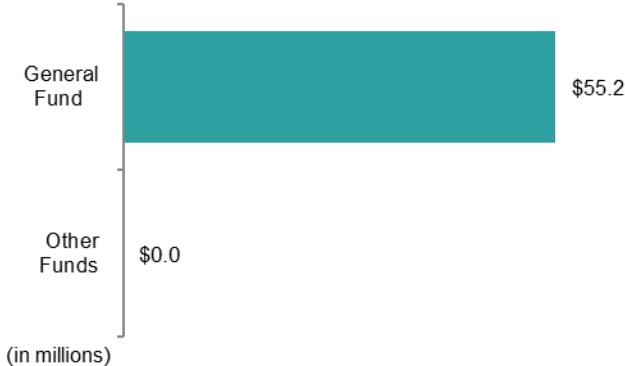 General
Fund
$55.2
Other
Funds
$0.0
(in millions)